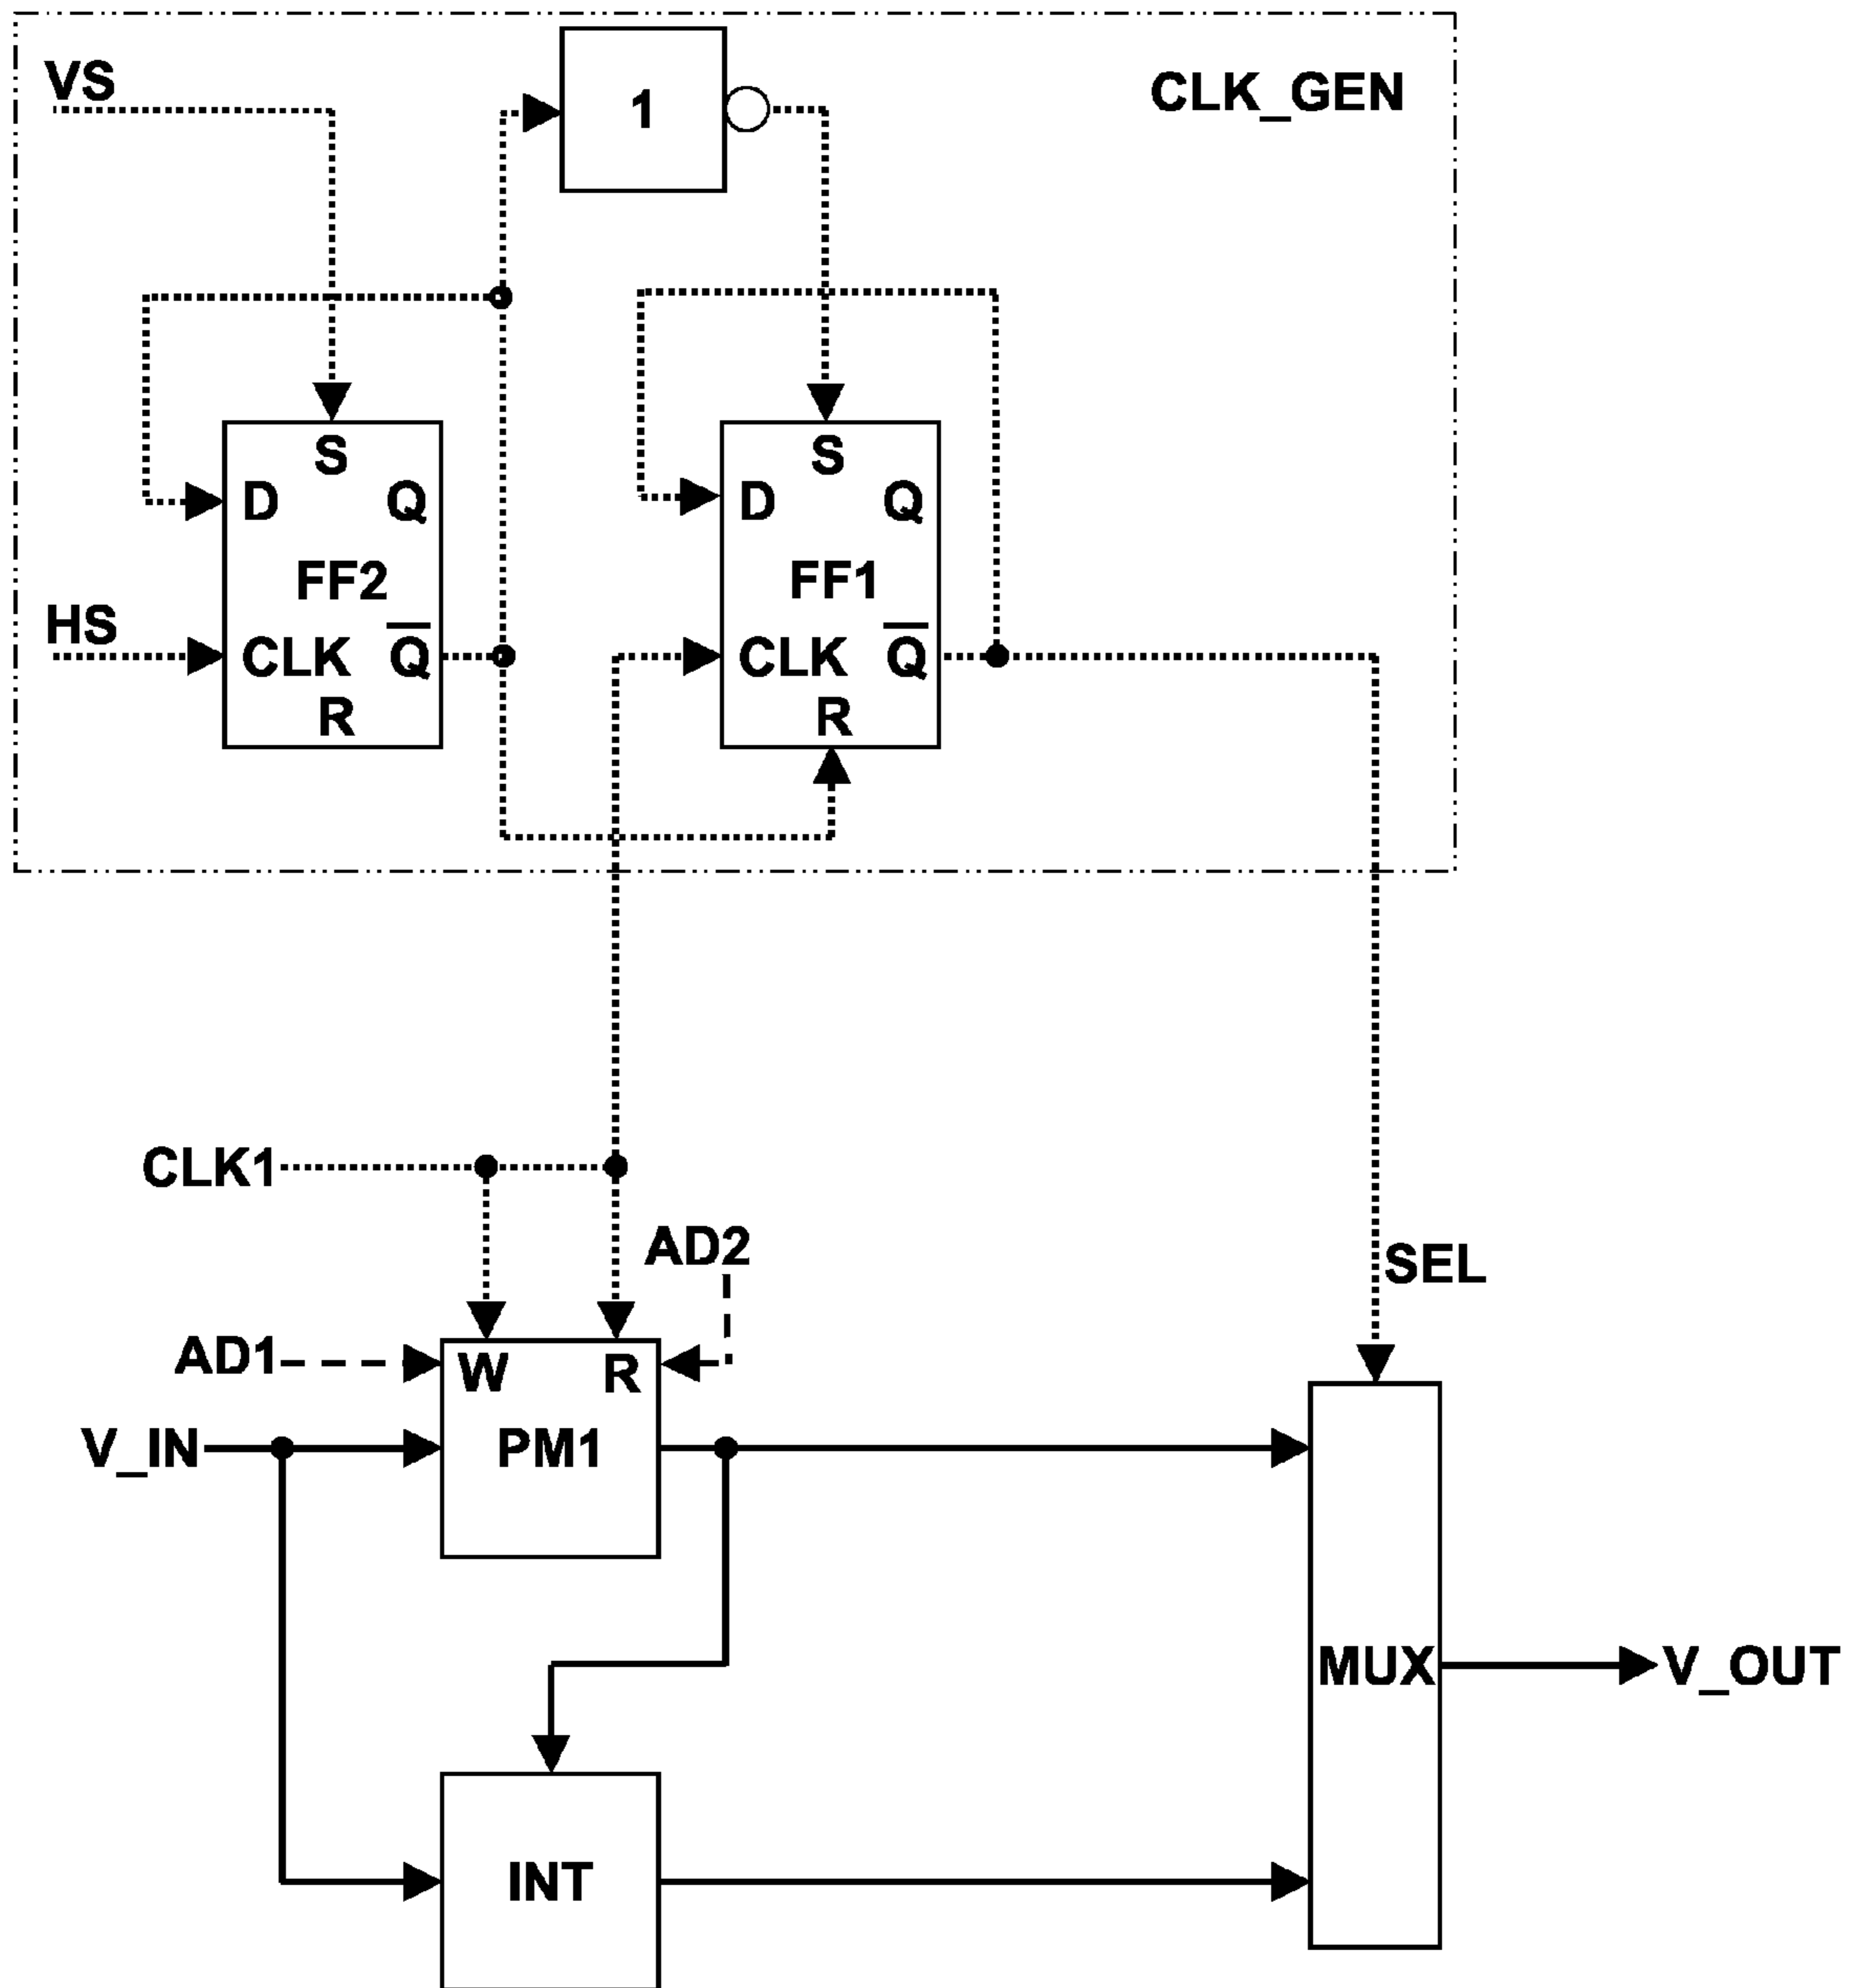 VS
1
CLK_GEN
S
D Q
FF2
HS
CLK Q̅
R
S
D Q
FF1
CLK Q̅
R
CLK1
AD2
SEL
AD1
W R
V_IN
PM1
MUX
V_OUT
INT